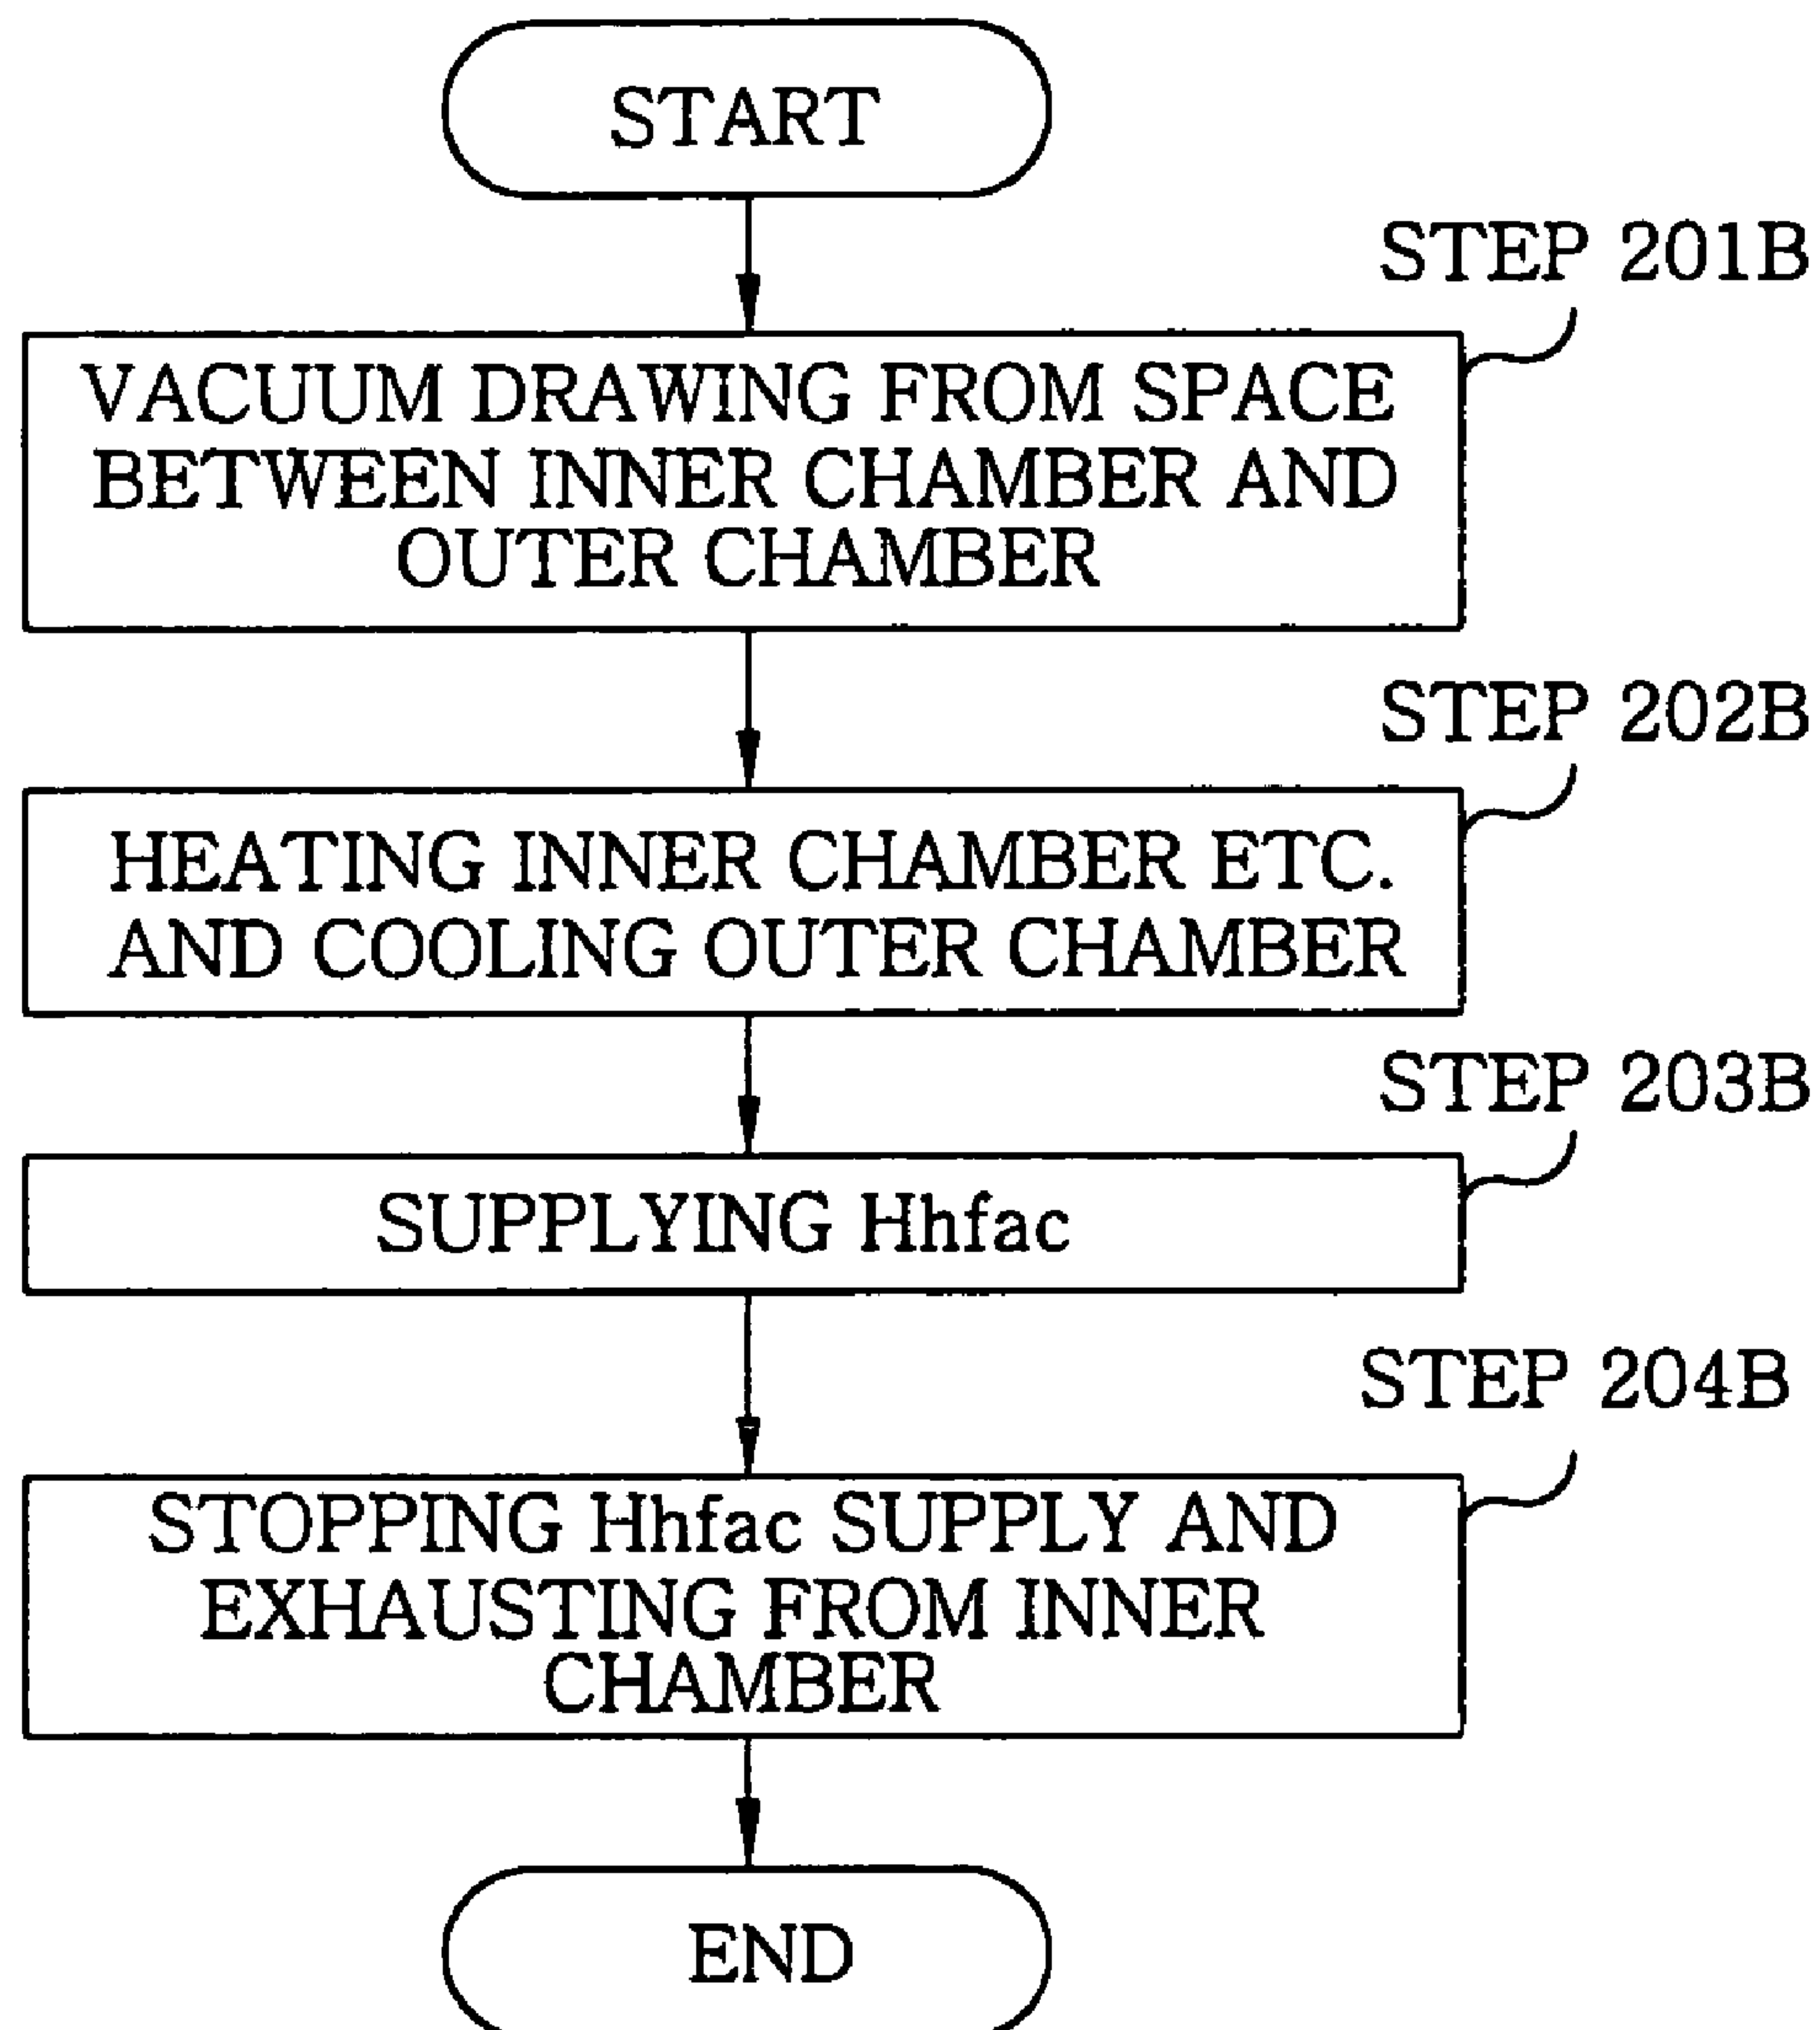 START
STEP 201B
VACUUM DRAWING FROM SPACE
BETWEEN INNER CHAMBER AND
OUTER CHAMBER
STEP 202B
HEATING INNER CHAMBER ETC.
AND COOLING OUTER CHAMBER
STEP 203B
SUPPLYING Hhfac
STEP 204B
STOPPING Hhfac SUPPLY AND
EXHAUSTING FROM INNER
CHAMBER
END